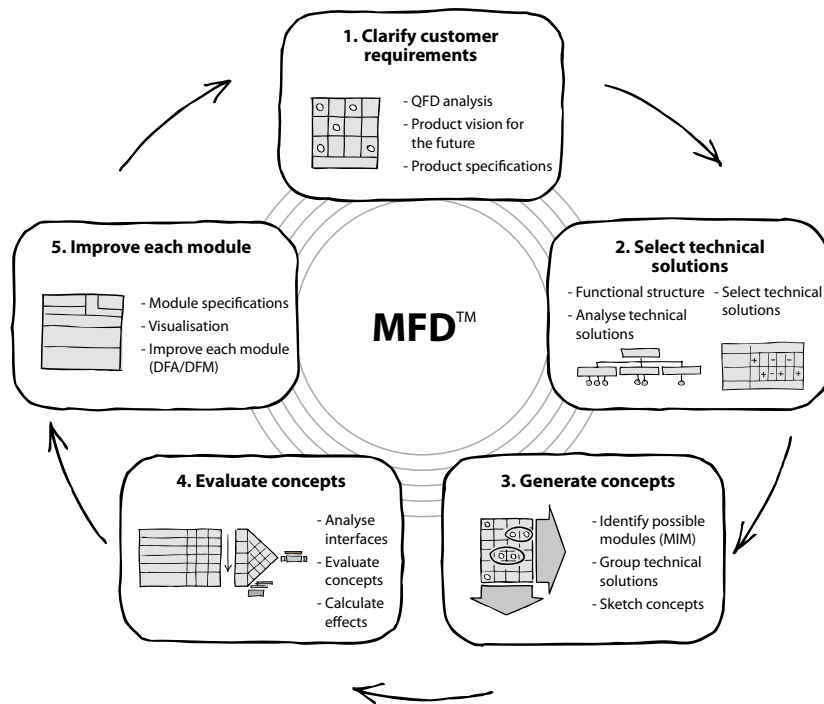 1. Clarify customer
requirements
- QFD analysis
- Product vision for
the future
- Product specifications
5. Improve each module
- Module specifications
- Visualisation
- Improve each module
(DFA/DFM)
MFD™
2. Select technical
solutions
- Functional structure
- Analyse technical
solutions
- Select technical
solutions
+ - -
+ - + +
4. Evaluate concepts
- Analyse
interfaces
- Evaluate
concepts
- Calculate
effects
3. Generate concepts
- Identify possible
modules (MIM)
- Group technical
solutions
- Sketch concepts